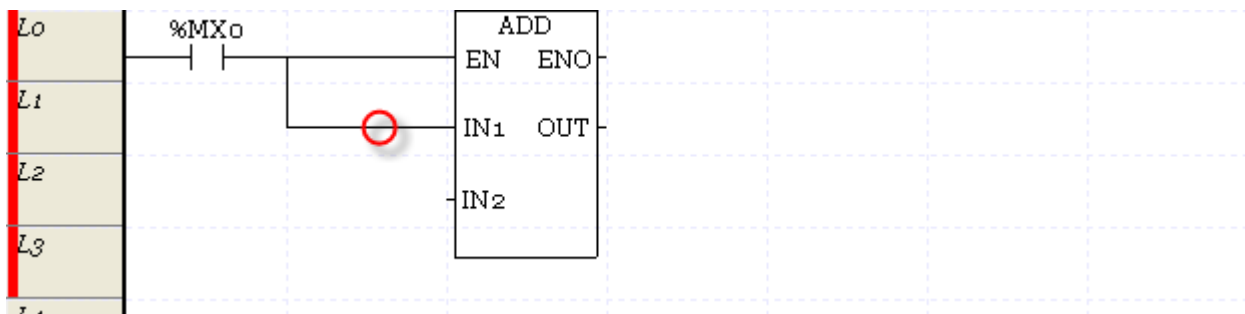 L0 %MX0 ADD
EN ENO
L1 IN1 OUT
L2 IN2
L3